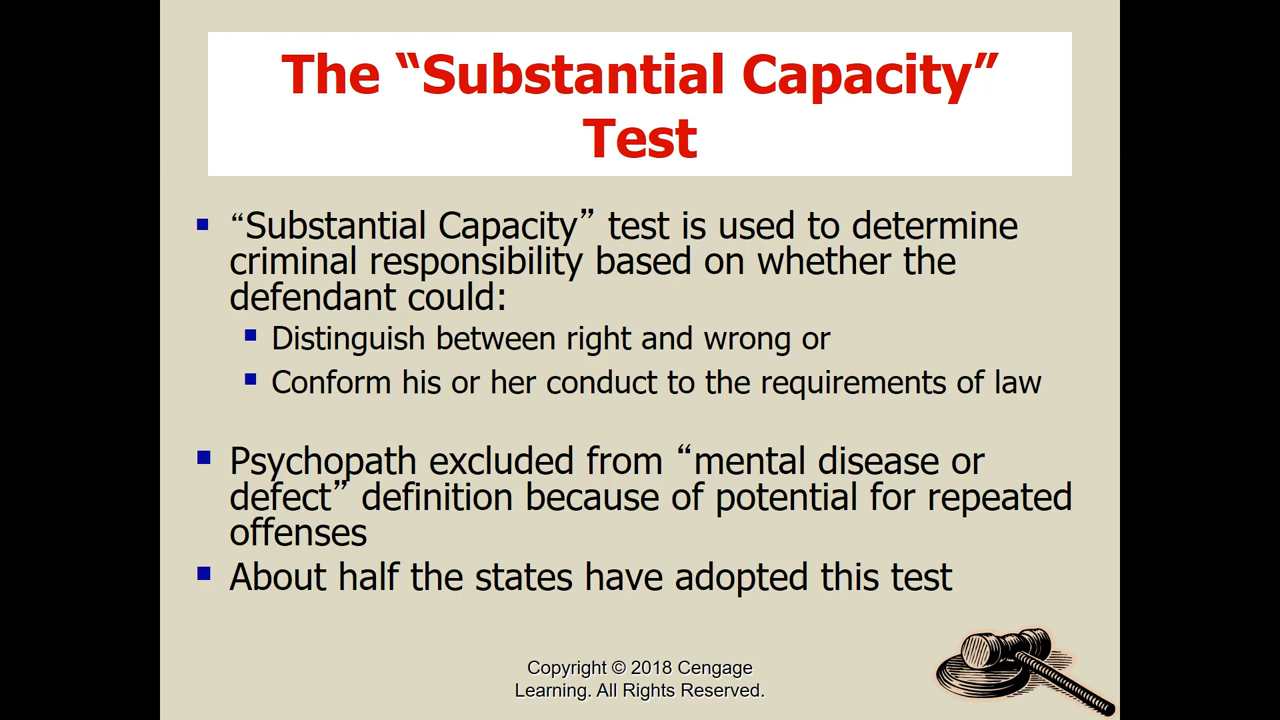 The “Substantial Capacity”
Test
“Substantial Capacity” test is used to determine
criminal responsibility based on whether the
defendant could:
Distinguish between right and wrong or
Conform his or her conduct to the requirements of law
Psychopath excluded from “mental disease or
defect” definition because of potential for repeated
offenses
About half the states have adopted this test
Copyright © 2018 Cengage
Learning. All Rights Reserved.